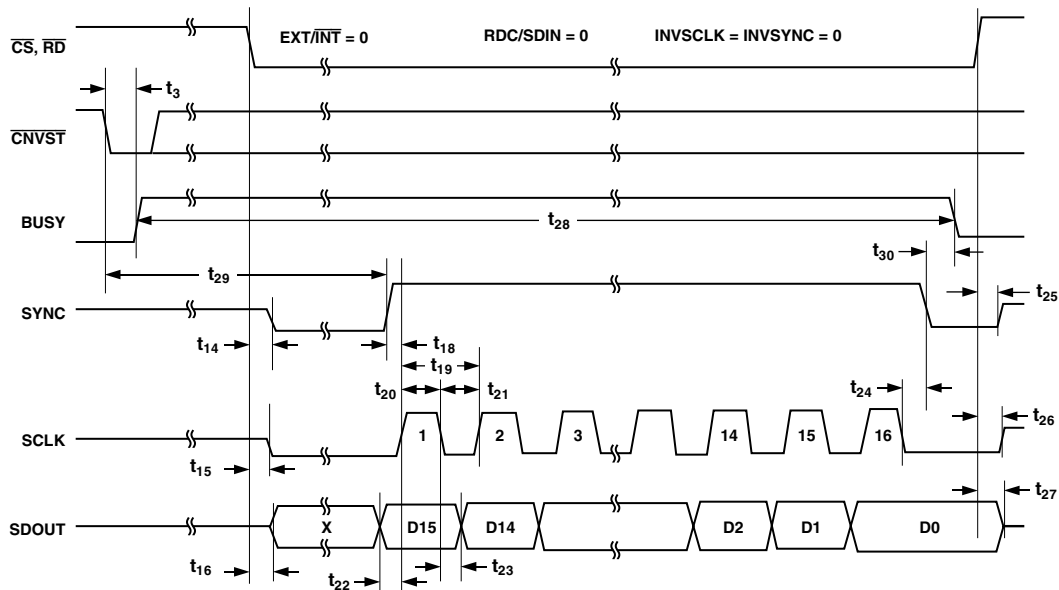 EXT/INT = 0 RDC/SDIN = 0 INVSCLK = INVSYNC = 0
CS, RD
t3
CNVST
BUSY
t28
t30
t29
t25
SYNC
t14
t18
t19
t20
t21
t24
t26
SCLK
1 2 3 14 15 16
t15
t27
SDOUT
X D15 D14 D2 D1 D0
t16
t22
t23